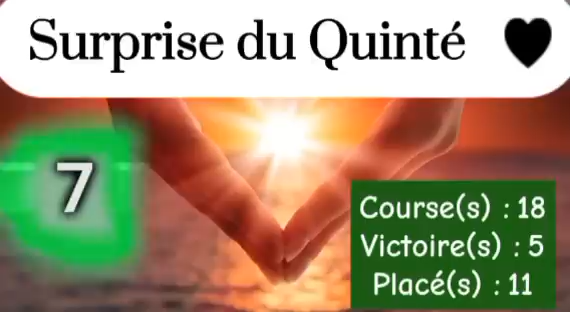 Surprise du Quinté 🖤
7
Course(s) : 18
Victoire(s) : 5
Placé(s) : 11